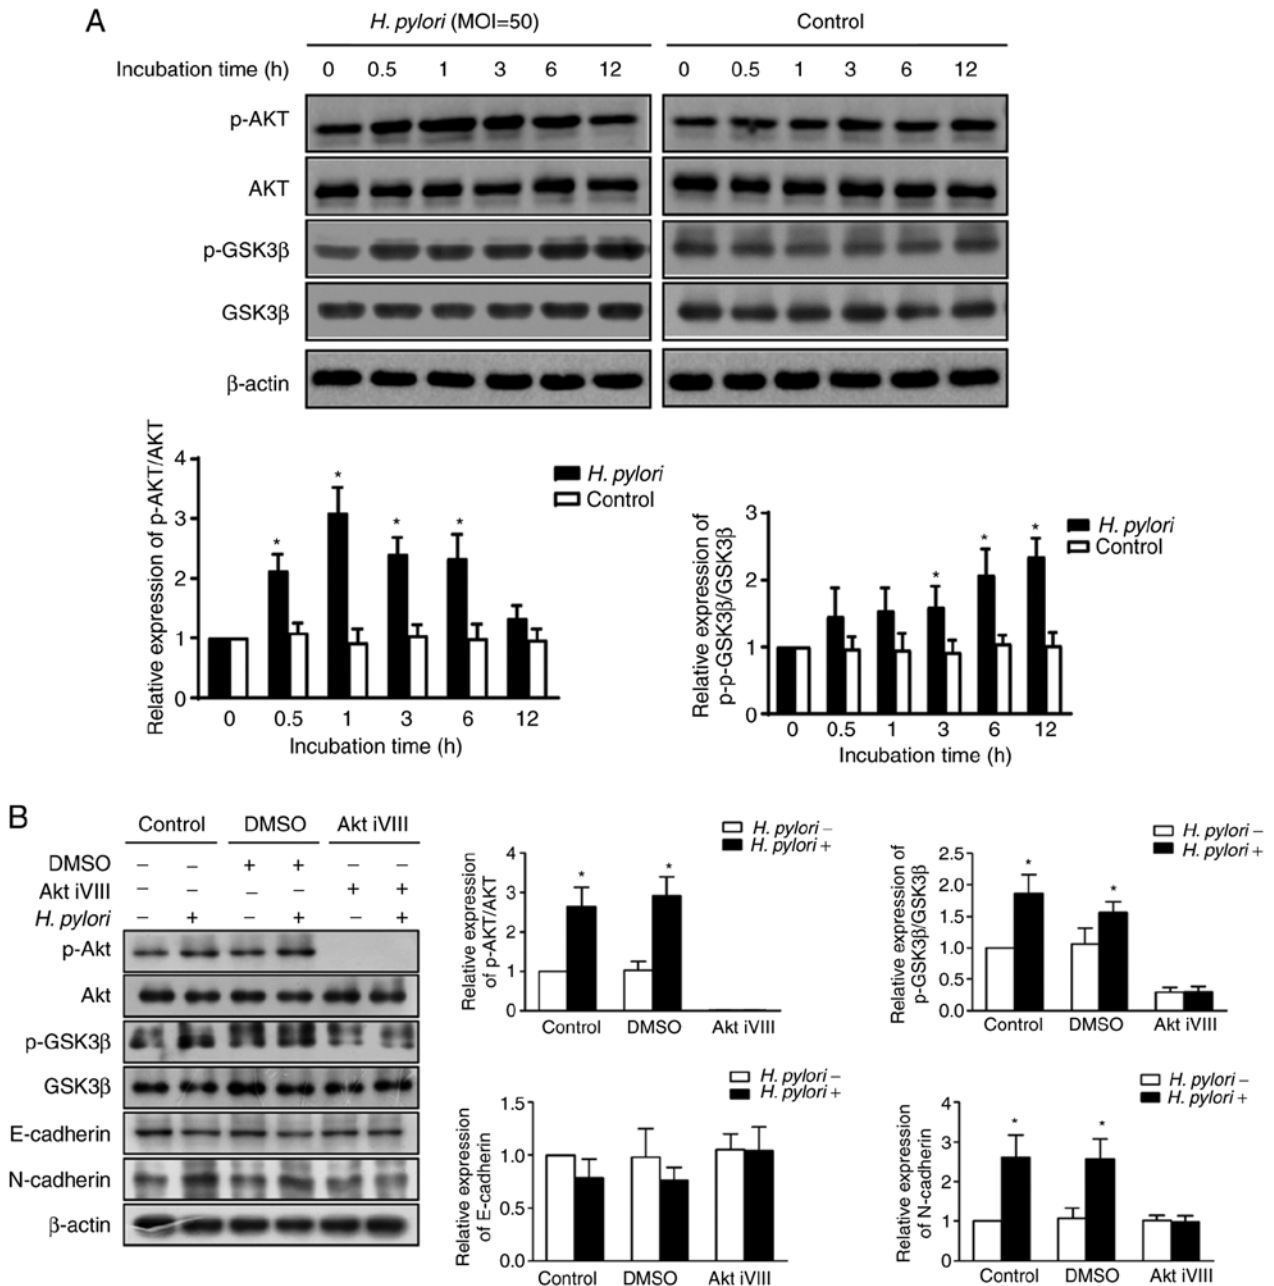 A
H. pylori (MOI=50) Control
Incubation time (h) 0 0.5 1 3 6 12 0 0.5 1 3 6 12
p-AKT
AKT
p-GSK3β
GSK3β
β-actin
Relative expression of p-AKT/AKT
4
3
2
1
0
* * * *
H. pylori
Control
0 0.5 1 3 6 12
Incubation time (h)
Relative expression of
p-p-GSK3β/GSK3β
3
2
1
0
* * *
H. pylori
Control
0 0.5 1 3 6 12
Incubation time (h)
B
Control DMSO Akt iVIII
DMSO – – + + – –
Akt iVIII – – – – + +
H. pylori – + – + – +
p-Akt
Akt
p-GSK3β
GSK3β
E-cadherin
N-cadherin
β-actin
Relative expression
of p-AKT/AKT
4
3
2
1
0
* *
H. pylori –
H. pylori +
Control DMSO Akt iVIII
Relative expression of
p-GSK3β/GSK3β
2.5
2.0
1.0
0.5
0.0
* *
H. pylori –
H. pylori +
Control DMSO Akt iVIII
Relative expression
of E-cadherin
1.5
1.0
0.5
0.0
H. pylori –
H. pylori +
Control DMSO Akt iVIII
Relative expression
of N-cadherin
4
3
2
1
0
* *
H. pylori –
H. pylori +
Control DMSO Akt iVIII